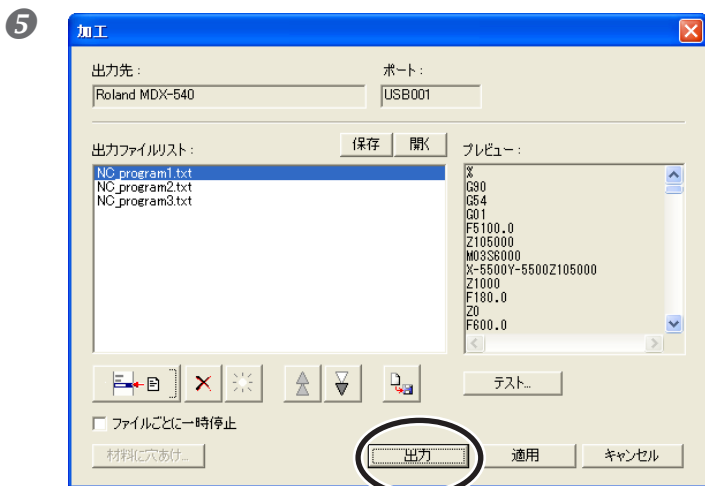 5
加工
出力先：
ポート：
Roland MDX-540
USB001
出力ファイルリスト：
保存
開く
プレビュー：
NC_program1.txt
NC_program2.txt
NC_program3.txt
%
G90
G54
G01
F5100.0
Z105000
M03S6000
X-5500Y-5500Z105000
Z1000
F180.0
Z0
F600.0
テスト...
ファイルごとに一時停止
材料に穴あけ...
出力
適用
キャンセル